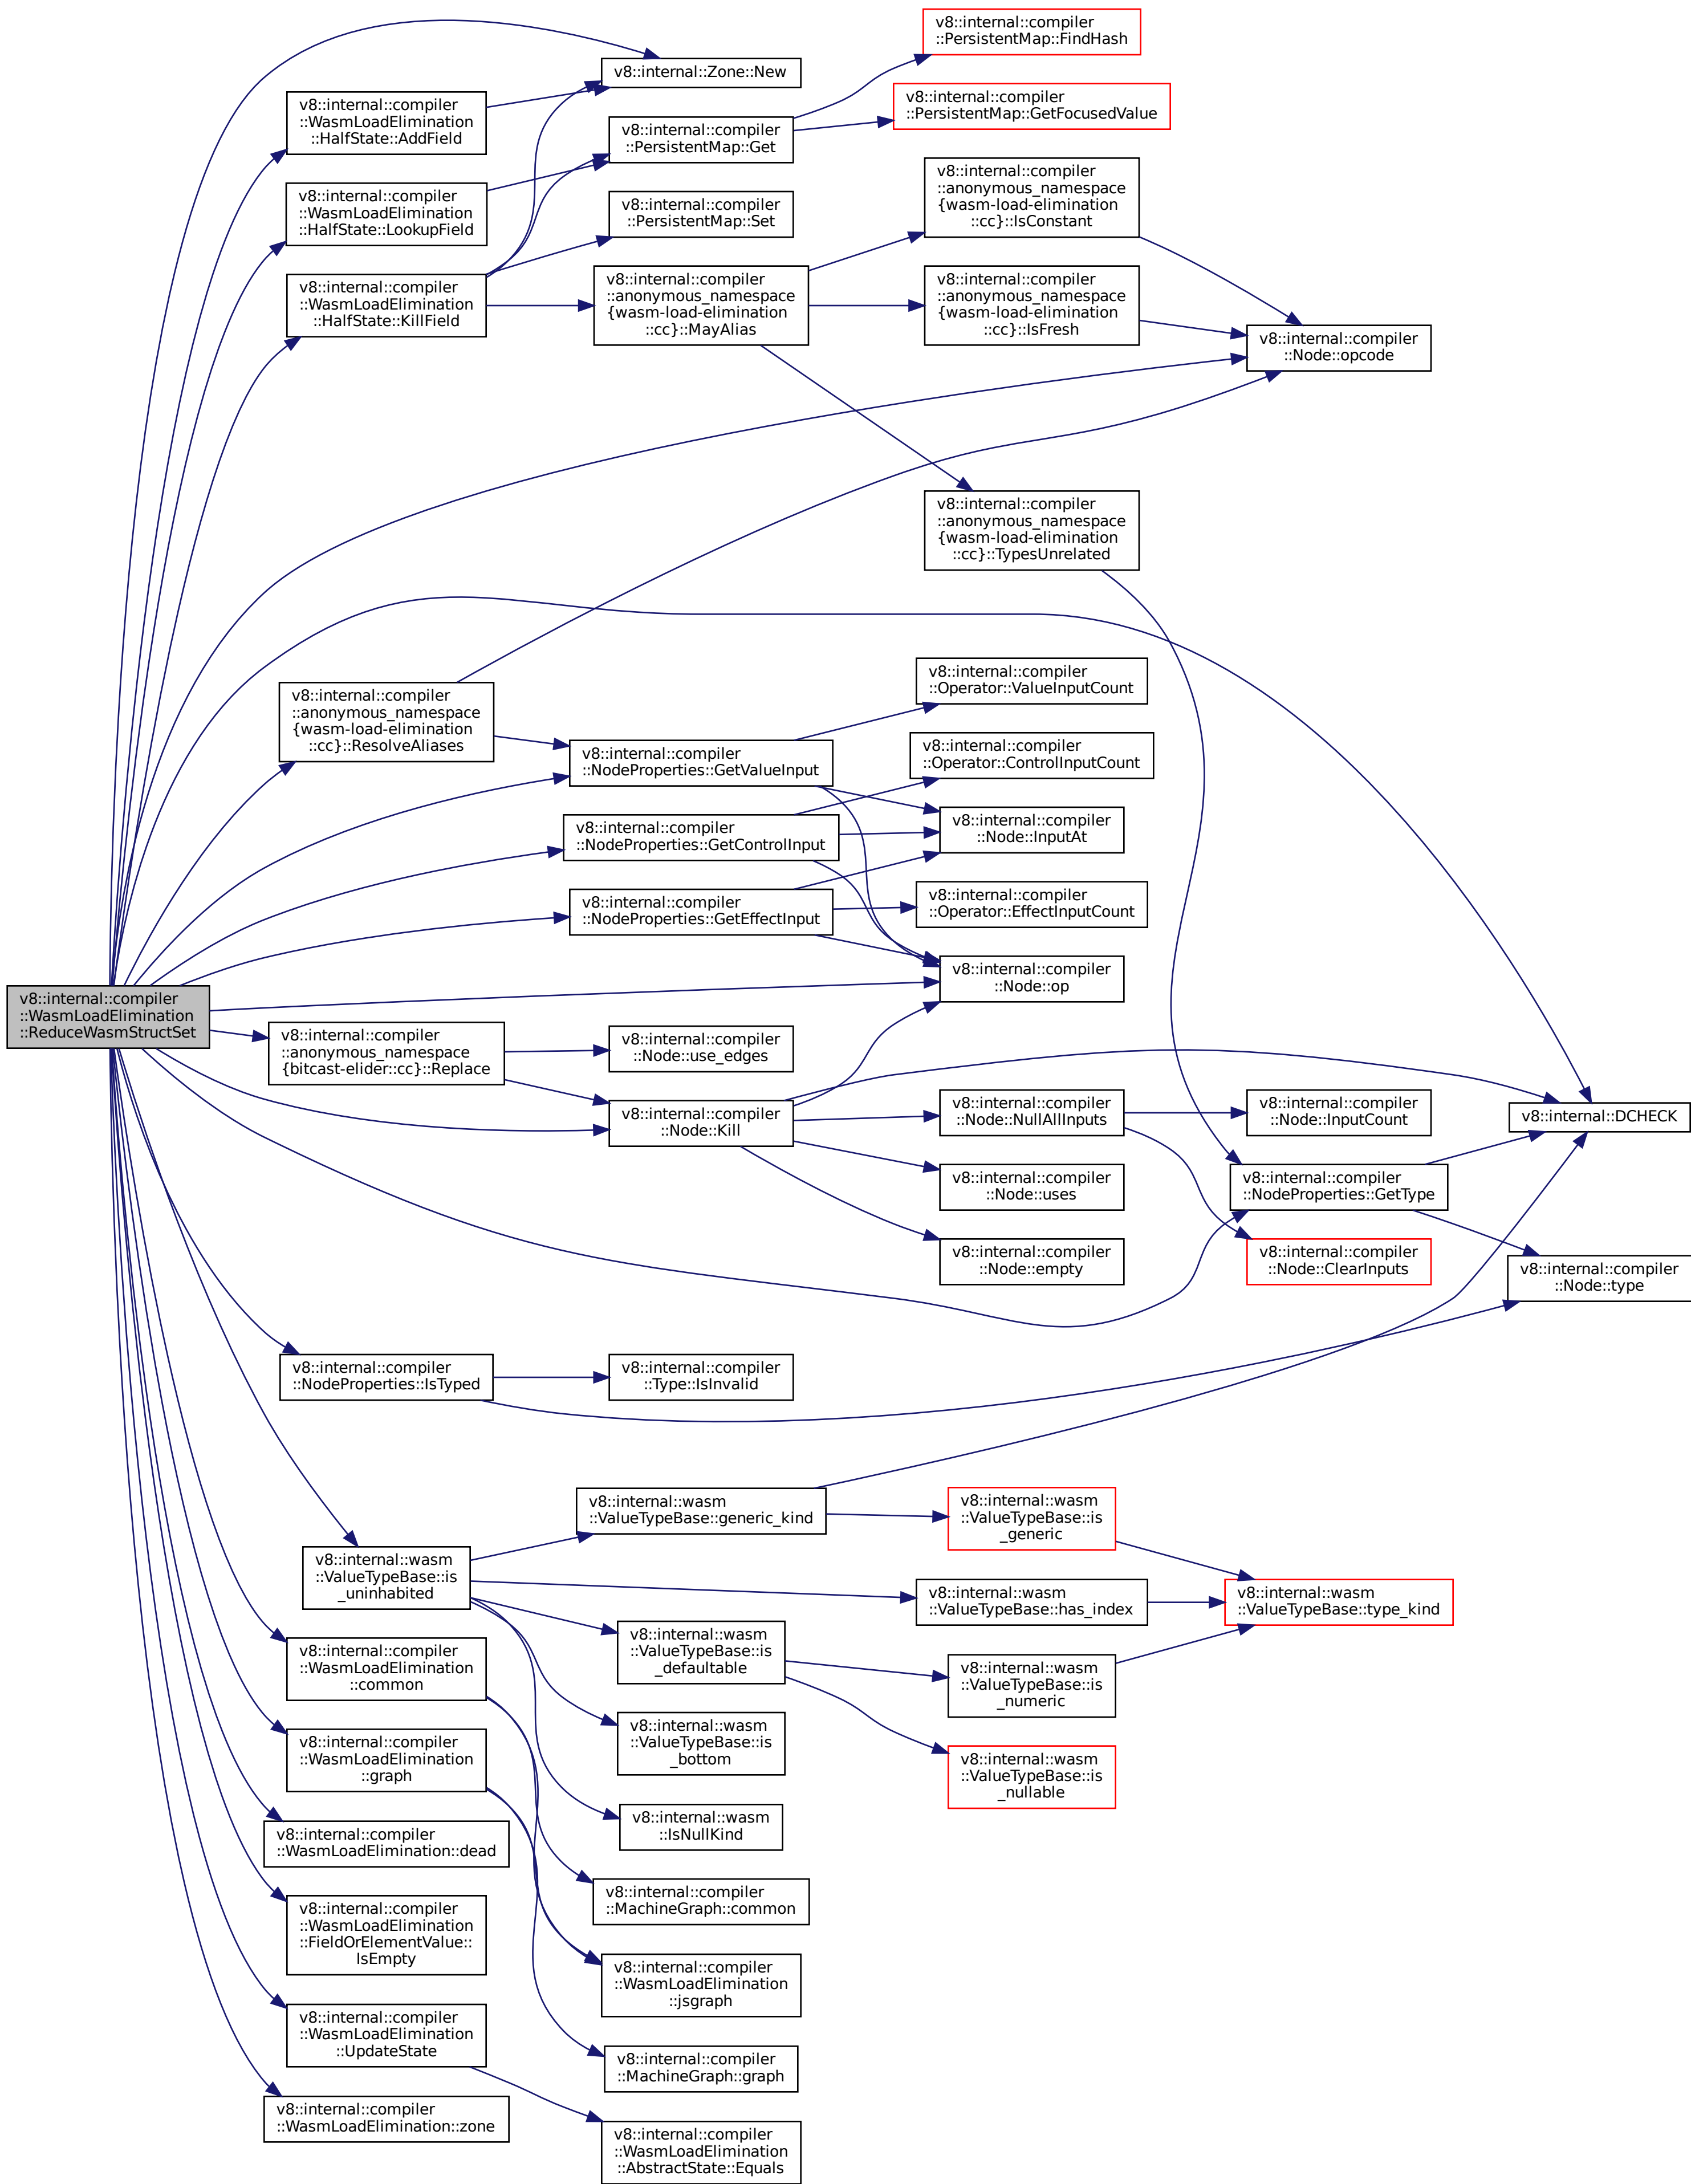 v8::internal::compiler
::WasmLoadElimination
::ReduceWasmStructSet
v8::internal::Zone::New
v8::internal::compiler
::WasmLoadElimination
::HalfState::AddField
v8::internal::compiler
::WasmLoadElimination
::HalfState::LookupField
v8::internal::compiler
::PersistentMap::Get
v8::internal::compiler
::PersistentMap::FindHash
v8::internal::compiler
::PersistentMap::GetFocusedValue
v8::internal::compiler
::WasmLoadElimination
::HalfState::KillField
v8::internal::compiler
::PersistentMap::Set
v8::internal::compiler
::anonymous_namespace
{wasm-load-elimination
::cc}::MayAlias
v8::internal::compiler
::anonymous_namespace
{wasm-load-elimination
::cc}::IsConstant
v8::internal::compiler
::anonymous_namespace
{wasm-load-elimination
::cc}::IsFresh
v8::internal::compiler
::Node::opcode
v8::internal::compiler
::anonymous_namespace
{wasm-load-elimination
::cc}::TypesUnrelated
v8::internal::compiler
::anonymous_namespace
{wasm-load-elimination
::cc}::ResolveAliases
v8::internal::compiler
::NodeProperties::GetValueInput
v8::internal::compiler
::Operator::ValueInputCount
v8::internal::compiler
::Operator::ControlInputCount
v8::internal::compiler
::NodeProperties::GetControlInput
v8::internal::compiler
::Node::InputAt
v8::internal::compiler
::NodeProperties::GetEffectInput
v8::internal::compiler
::Operator::EffectInputCount
v8::internal::compiler
::Node::op
v8::internal::compiler
::anonymous_namespace
{bitcast-elider::cc}::Replace
v8::internal::compiler
::Node::use_edges
v8::internal::compiler
::Node::Kill
v8::internal::compiler
::Node::NullAllInputs
v8::internal::compiler
::Node::InputCount
v8::internal::DCHECK
v8::internal::compiler
::Node::uses
v8::internal::compiler
::NodeProperties::GetType
v8::internal::compiler
::Node::empty
v8::internal::compiler
::Node::ClearInputs
v8::internal::compiler
::Node::type
v8::internal::compiler
::NodeProperties::IsTyped
v8::internal::compiler
::Type::IsInvalid
v8::internal::wasm
::ValueTypeBase::is
_uninhabited
v8::internal::wasm
::ValueTypeBase::generic_kind
v8::internal::wasm
::ValueTypeBase::is
_generic
v8::internal::wasm
::ValueTypeBase::has_index
v8::internal::wasm
::ValueTypeBase::type_kind
v8::internal::wasm
::ValueTypeBase::is
_defaultable
v8::internal::wasm
::ValueTypeBase::is
_numeric
v8::internal::wasm
::ValueTypeBase::is
_bottom
v8::internal::wasm
::ValueTypeBase::is
_nullable
v8::internal::wasm
::IsNullKind
v8::internal::compiler
::WasmLoadElimination
::common
v8::internal::compiler
::WasmLoadElimination
::graph
v8::internal::compiler
::WasmLoadElimination::dead
v8::internal::compiler
::MachineGraph::common
v8::internal::compiler
::WasmLoadElimination
::FieldOrElementValue::
IsEmpty
v8::internal::compiler
::WasmLoadElimination
::jsgraph
v8::internal::compiler
::WasmLoadElimination
::UpdateState
v8::internal::compiler
::MachineGraph::graph
v8::internal::compiler
::WasmLoadElimination::zone
v8::internal::compiler
::WasmLoadElimination
::AbstractState::Equals